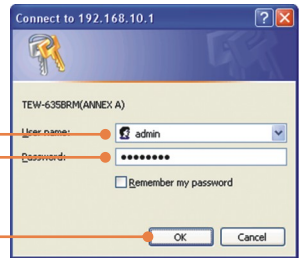 Connect to 192.168.10.1
TEW-635BRM(ANNEX A)
User name:
admin
Password:
••••••••
Remember my password
OK
Cancel